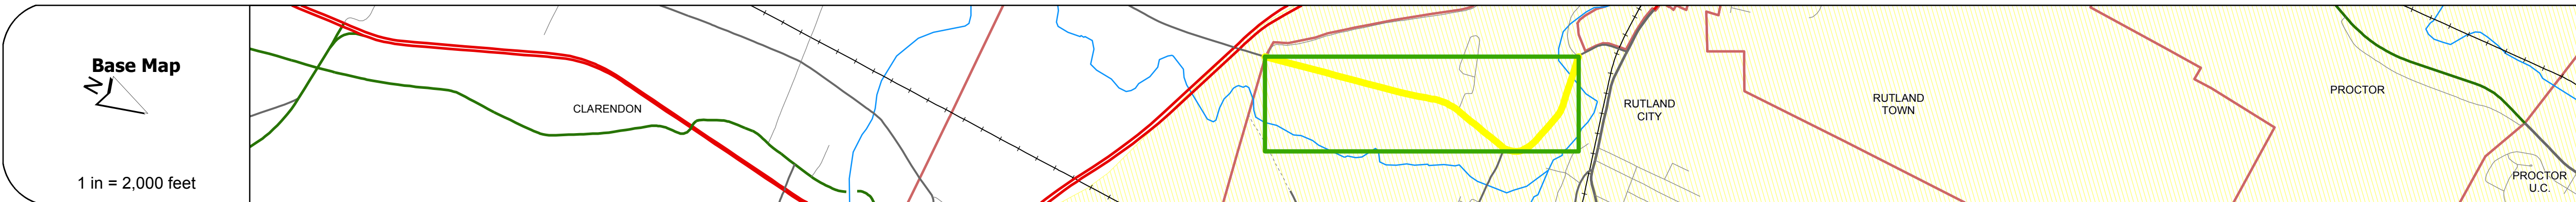 Base Map
N
1 in = 2,000 feet
CLARENDON
RUTLAND
CITY
RUTLAND
TOWN
PROCTOR
PROCTOR
U.C.